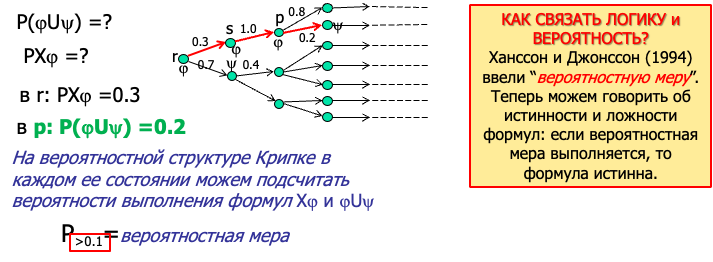 P(φUψ) =?
PXφ =?
в r: PXφ =0.3
в p: P(φUψ) =0.2
r
φ
0.3
0.7
s
φ
1.0
ψ
0.4
p
φ
0.8
0.2
ψ
На вероятностной структуре Крипке в
каждом ее состоянии можем подсчитать
вероятности выполнения формул Xφ и φUψ
P>0.1 = вероятностная мера
КАК СВЯЗАТЬ ЛОГИКУ и
ВЕРОЯТНОСТЬ?
Ханссон и Джонссон (1994)
ввели “вероятностную меру”.
Теперь можем говорить об
истинности и ложности
формул: если вероятностная
мера выполняется, то
формула истинна.